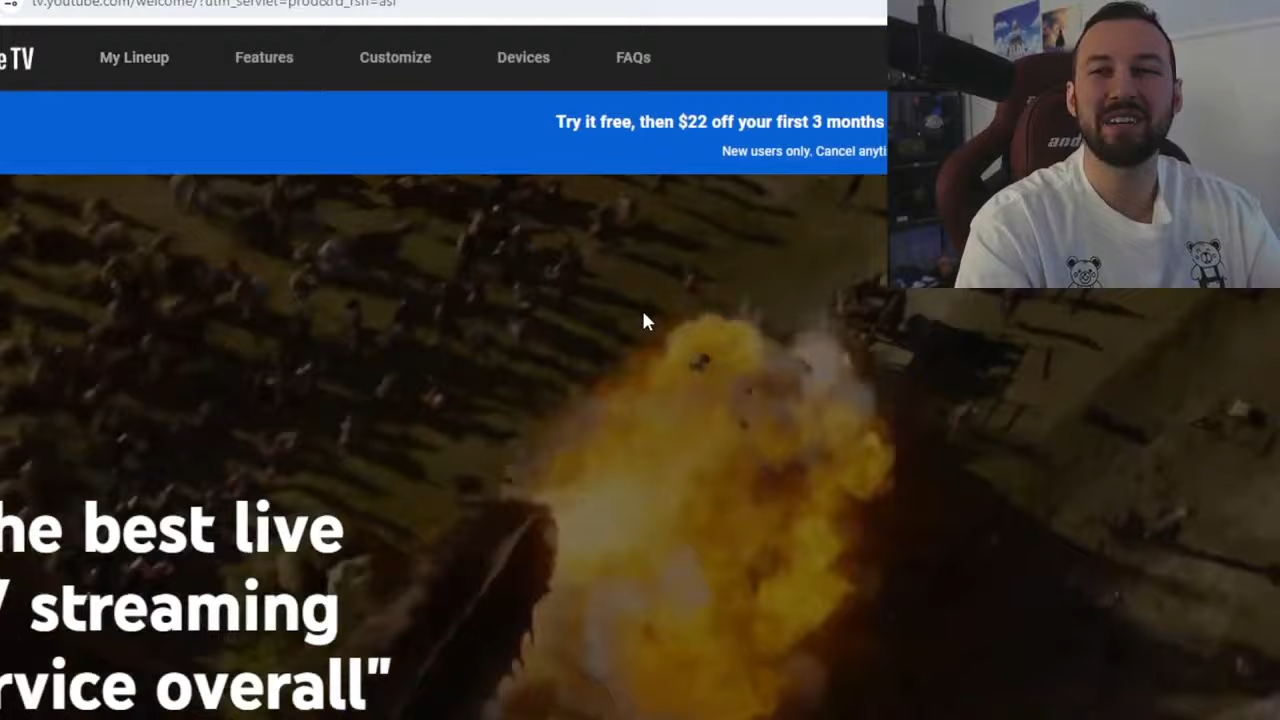 tv.youtube.com/welcome/?utm_servlet=prod&rd_rsn=asi
e TV
My Lineup
Features
Customize
Devices
FAQs
Try it free, then $22 off your first 3 months
New users only. Cancel anyti
and
he best live
streaming
rvice overall"